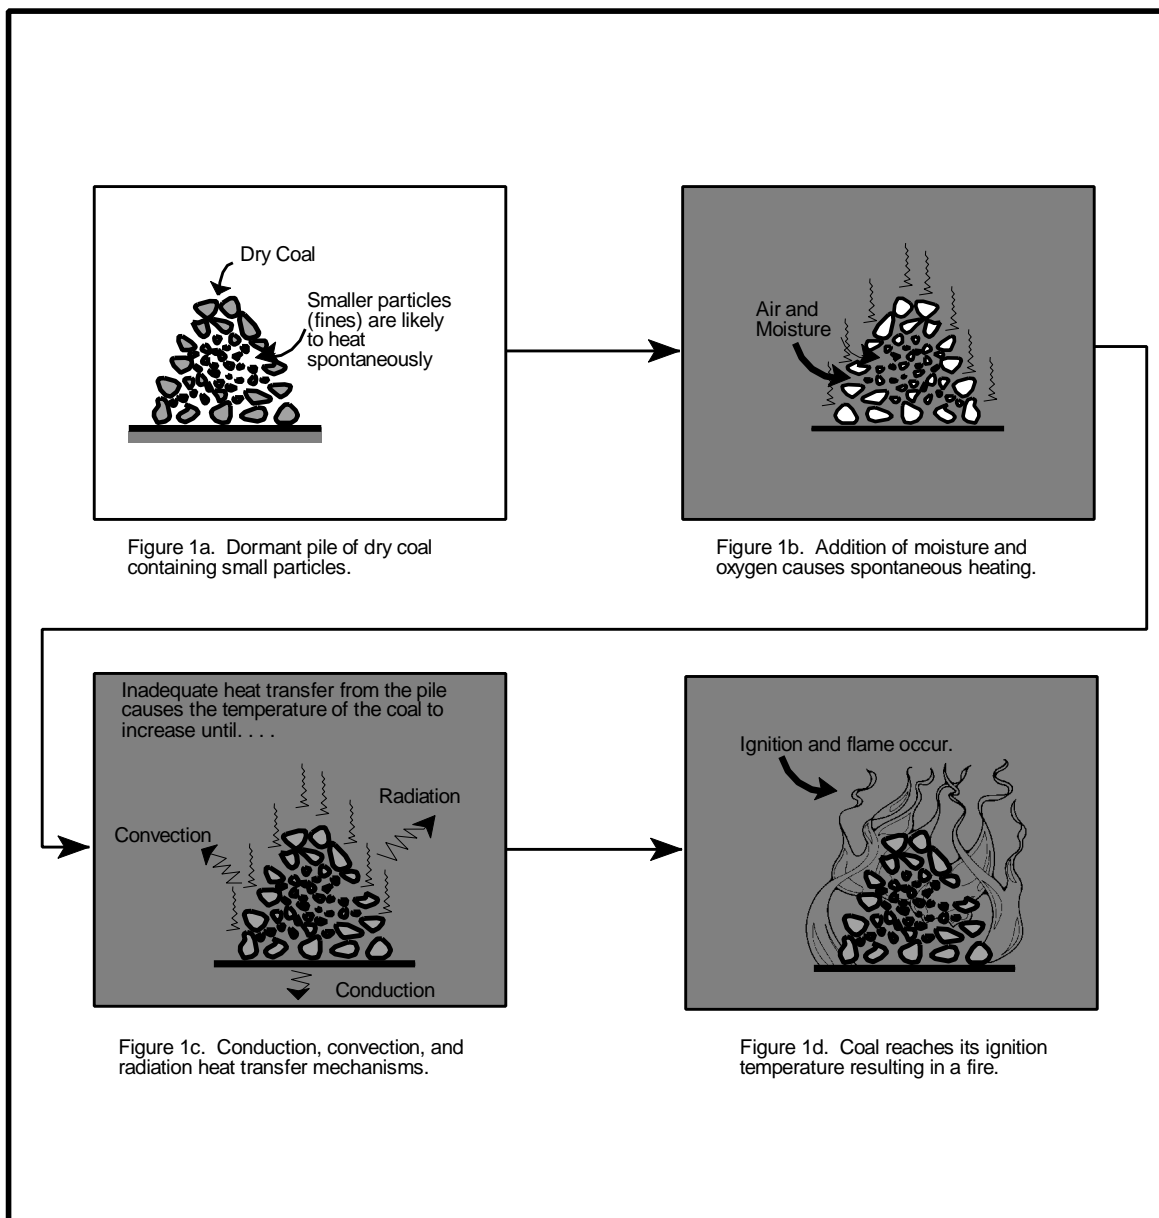 Dry Coal
Smaller particles
(fines) are likely
to heat
spontaneously
Figure 1a.  Dormant pile of dry coal
containing small particles.
Air and
Moisture
Figure 1b.  Addition of moisture and
oxygen causes spontaneous heating.
Inadequate heat transfer from the pile
causes the temperature of the coal to
increase until. . . .
Radiation
Convection
Conduction
Figure 1c.  Conduction, convection, and
radiation heat transfer mechanisms.
Ignition and flame occur.
Figure 1d.  Coal reaches its ignition
temperature resulting in a fire.